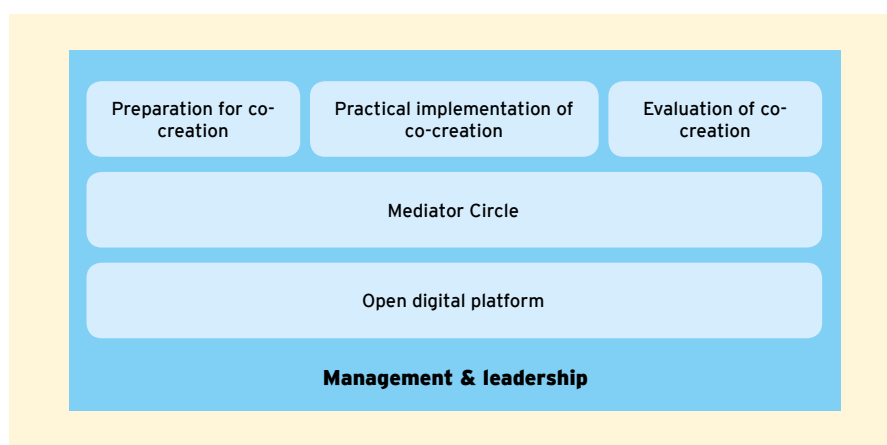 Preparation for co-
creation
Practical implementation of
co-creation
Evaluation of co-
creation
Mediator Circle
Open digital platform
Management & leadership